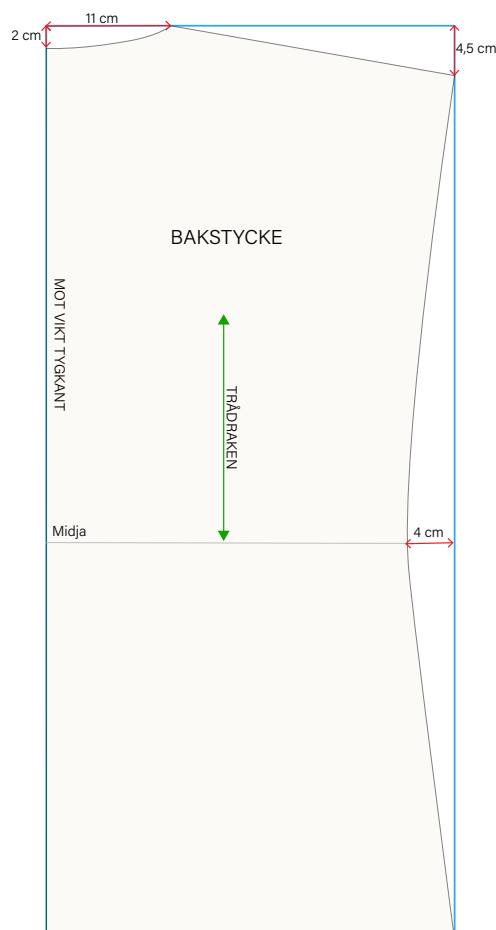 11 cm
2 cm
4,5 cm
BAKSTYCKE
MOT VIKT TYGKANT
TRÅDRAKEN
Midja
4 cm